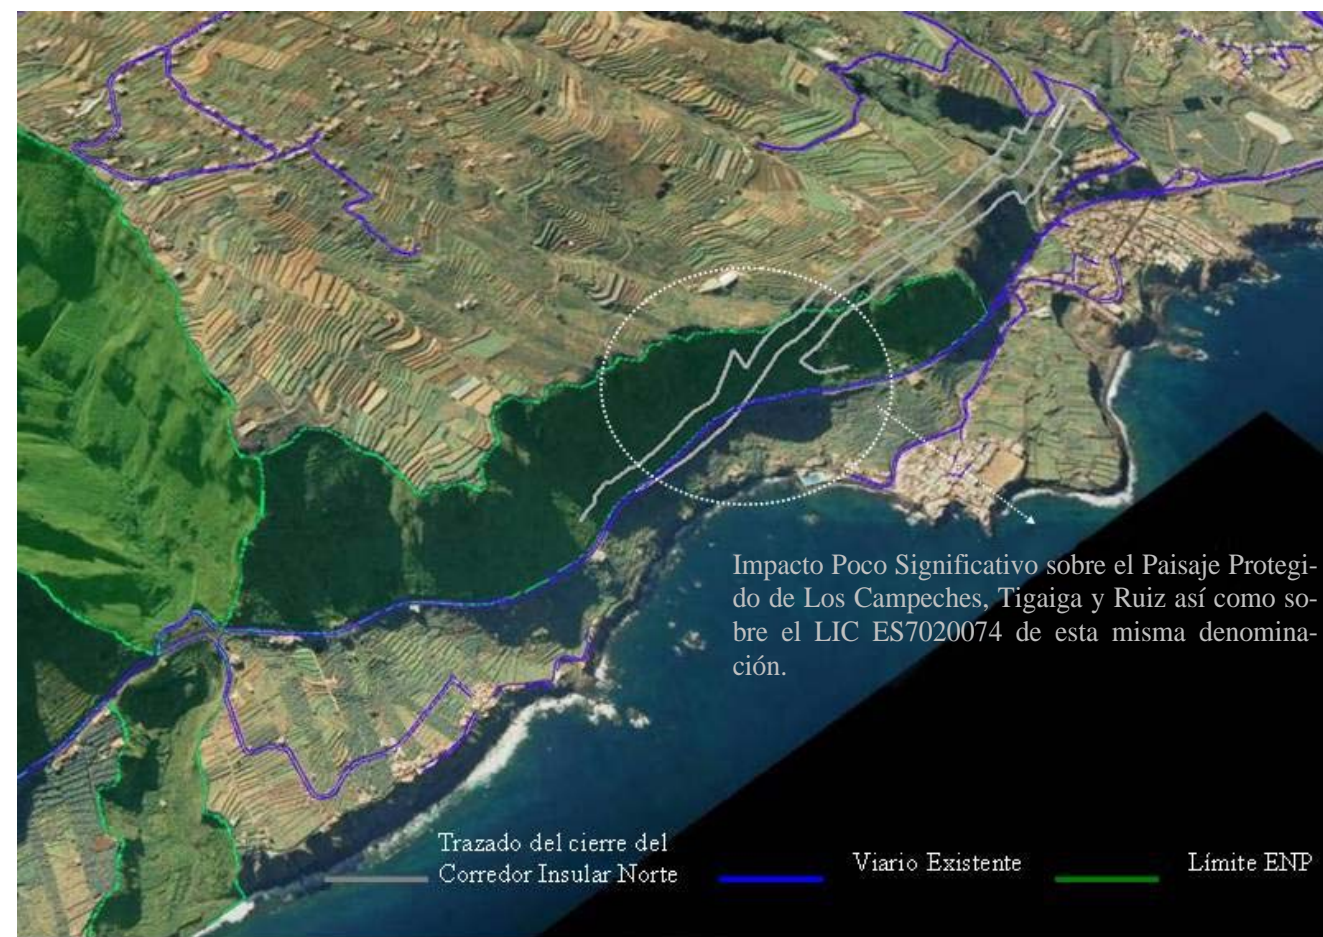 Impacto Poco Significativo sobre el Paisaje Protegi-
do de Los Campeches, Tigaiga y Ruiz así como so-
bre el LIC ES7020074 de esta misma denomina-
ción.
Trazado del cierre del
Corredor Insular Norte
Viario Existente
Límite ENP